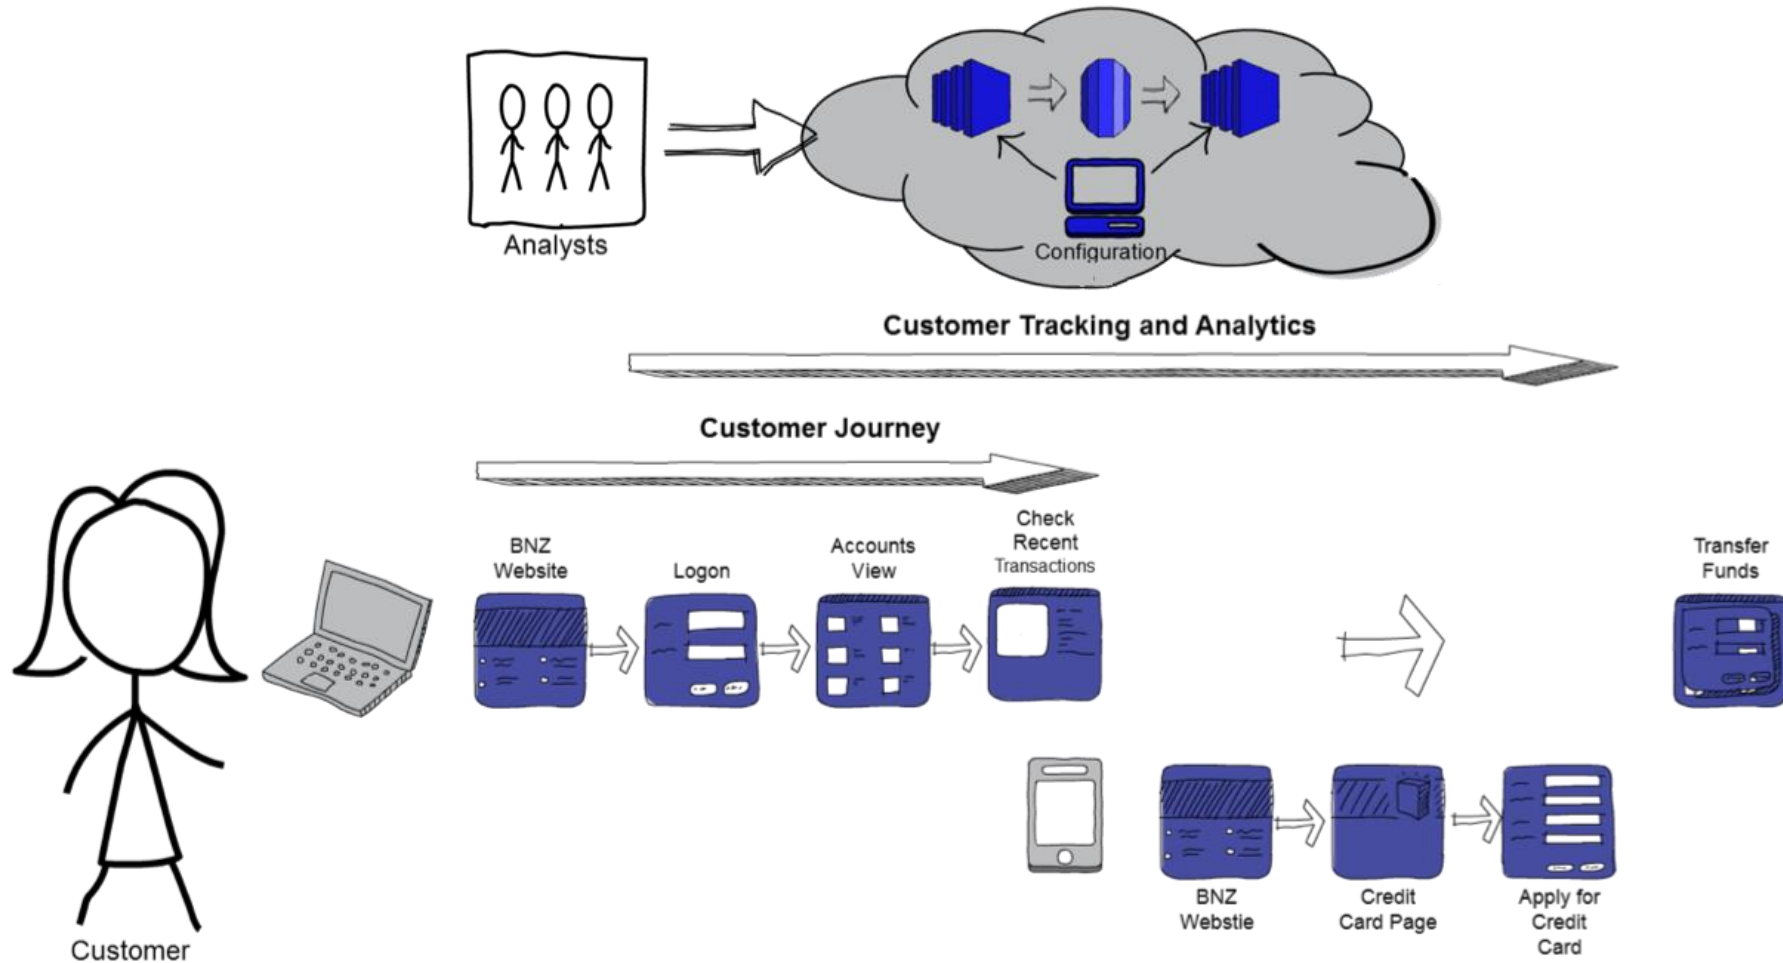 Analysts
Configuration
Customer Tracking and Analytics
Customer Journey
BNZ
Website
Logon
Accounts
View
Check
Recent
Transactions
Transfer
Funds
BNZ
Webstie
Credit
Card Page
Apply for
Credit
Card
Customer